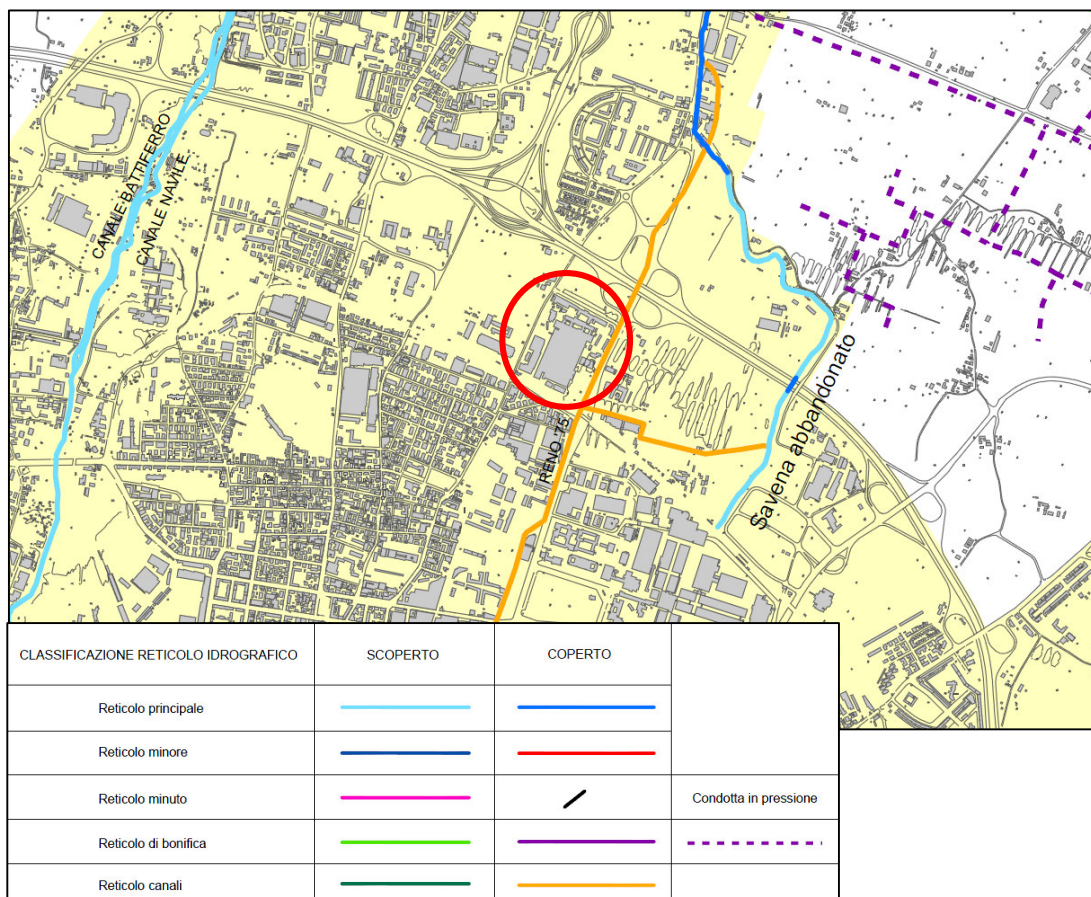 CANALE BATTIFERRO
CANALE NAVILE
RENO 75
Savena abbandonato
CLASSIFICAZIONE RETICOLO IDROGRAFICO SCOPERTO COPERTO
Reticolo principale
Reticolo minore
Reticolo minuto Condotta in pressione
Reticolo di bonifica
Reticolo canali